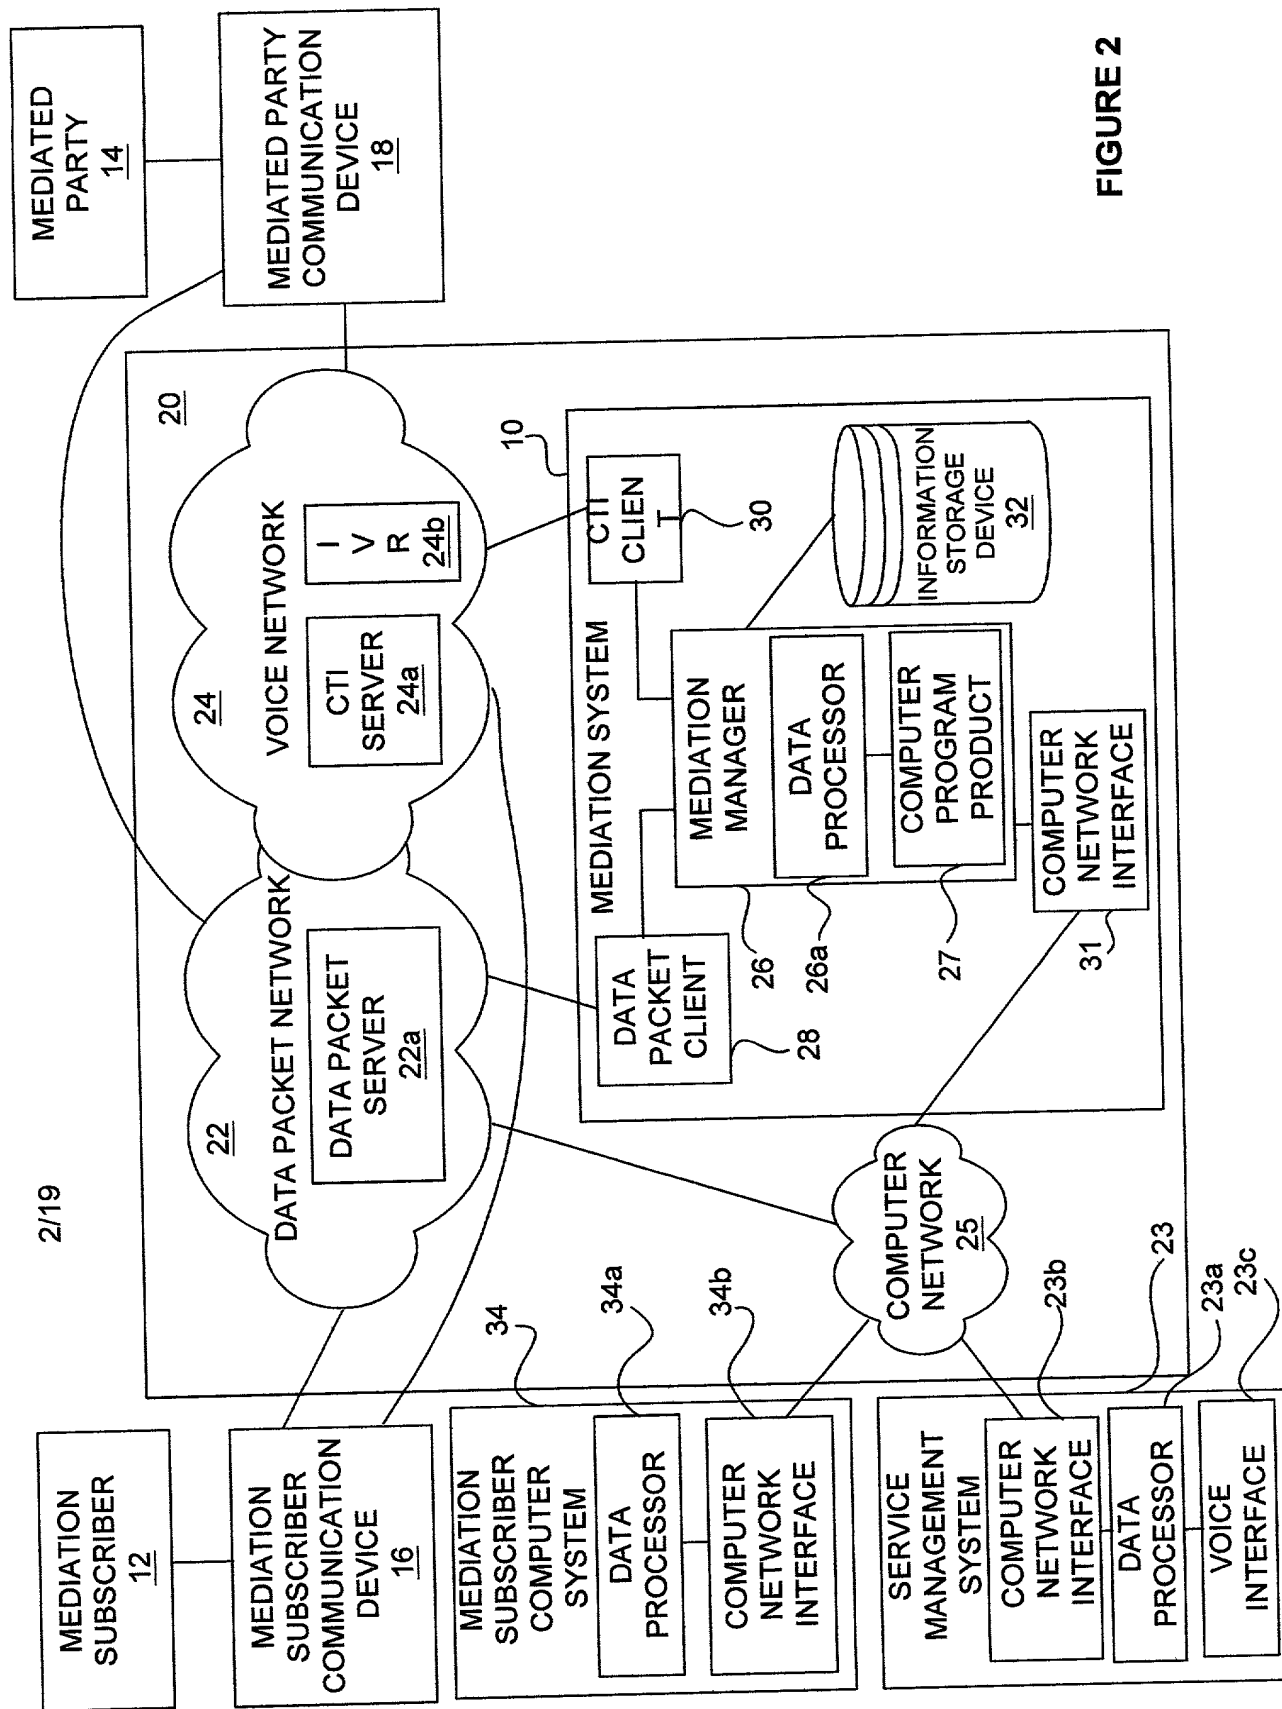 2/19
MEDIATION
SUBSCRIBER
12
MEDIATION
SUBSCRIBER
COMMUNICATION
DEVICE
16
MEDIATED
PARTY
14
MEDIATED PARTY
COMMUNICATION
DEVICE
18
20
22
DATA PACKET NETWORK
DATA PACKET
SERVER
22a
24
VOICE NETWORK
CTI
SERVER
24a
I
V
R
24b
34
MEDIATION
SUBSCRIBER
COMPUTER
SYSTEM
34a
DATA
PROCESSOR
34b
COMPUTER
NETWORK
INTERFACE
10
MEDIATION SYSTEM
DATA
PACKET
CLIENT
28
CTI
CLIEN
T
30
MEDIATION
MANAGER
26
DATA
PROCESSOR
26a
COMPUTER
PROGRAM
PRODUCT
27
INFORMATION
STORAGE
DEVICE
32
COMPUTER
NETWORK
INTERFACE
31
COMPUTER
NETWORK
25
SERVICE
MANAGEMENT
SYSTEM
COMPUTER
NETWORK
INTERFACE
23b
23
DATA
PROCESSOR
23a
VOICE
INTERFACE
23c
FIGURE 2